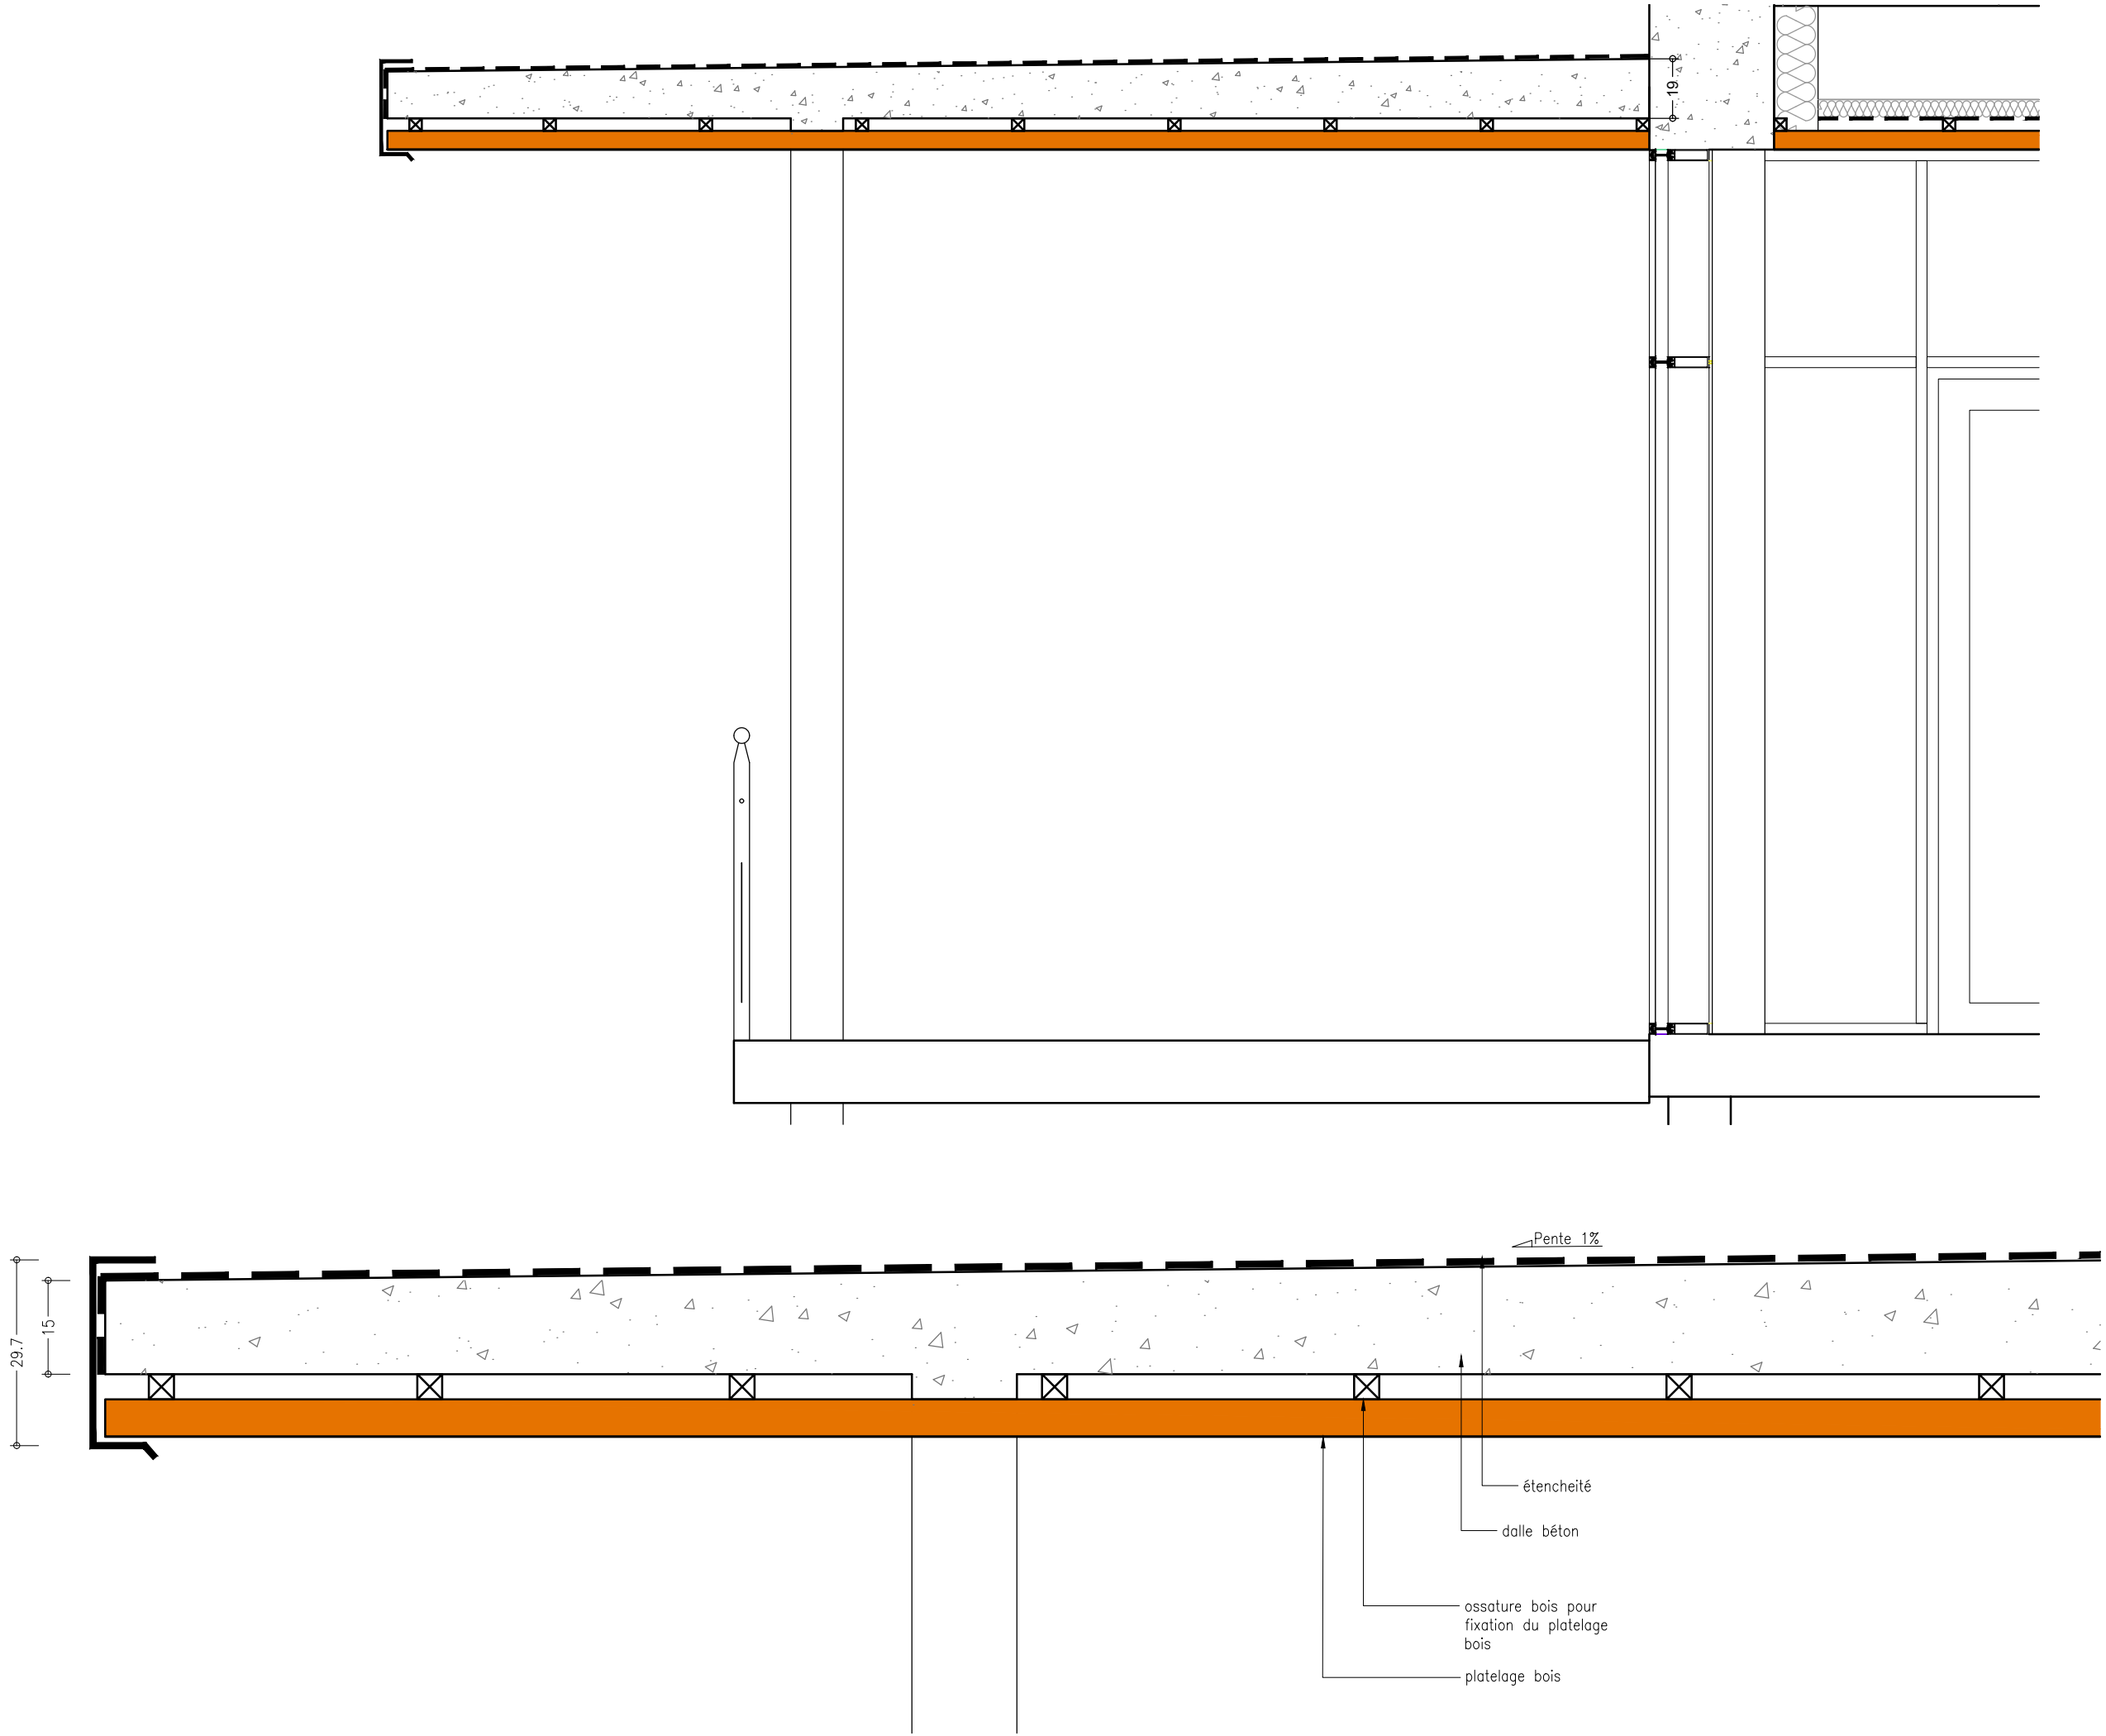 19
Pente 1%
29.7
15
étencheité
dalle béton
ossature bois pour
fixation du platelage
bois
platelage bois